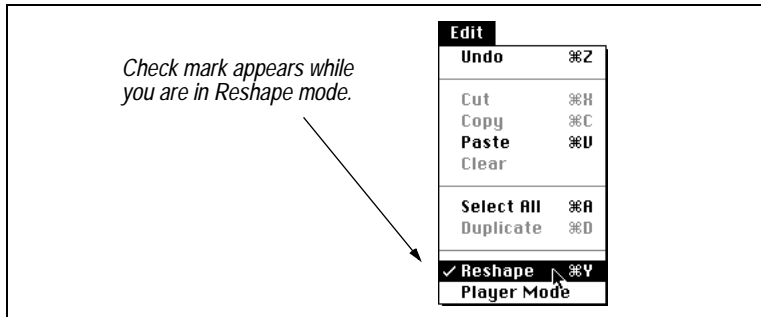 Check mark appears while
you are in Reshape mode.
Edit
Undo ⌘Z
Cut ⌘X
Copy ⌘C
Paste ⌘V
Clear
Select All ⌘A
Duplicate ⌘D
✓ Reshape ⌘Y
Player Mode